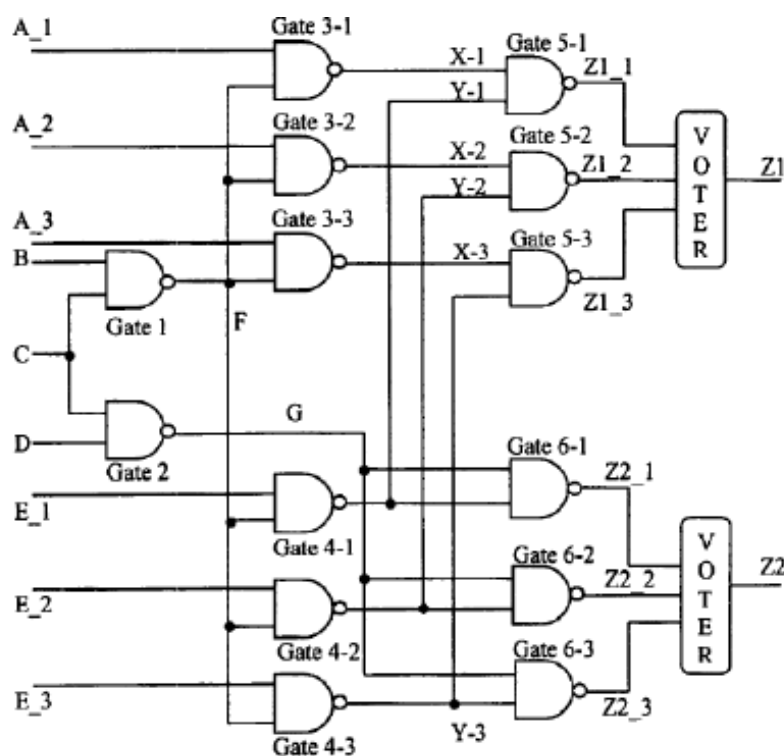 A_1
Gate 3-1
X-1
Gate 5-1
Z1_1
Y-1
A_2
Gate 3-2
X-2
Gate 5-2
Z1_2
Y-2
VOTER
Z1
A_3
Gate 3-3
X-3
Gate 5-3
B
Z1_3
Gate 1
F
C
G
D
Gate 2
Gate 6-1
Z2_1
E_1
Gate 4-1
Gate 6-2
Z2_2
VOTER
Z2
E_2
Gate 4-2
Gate 6-3
E_3
Z2_3
Gate 4-3
Y-3